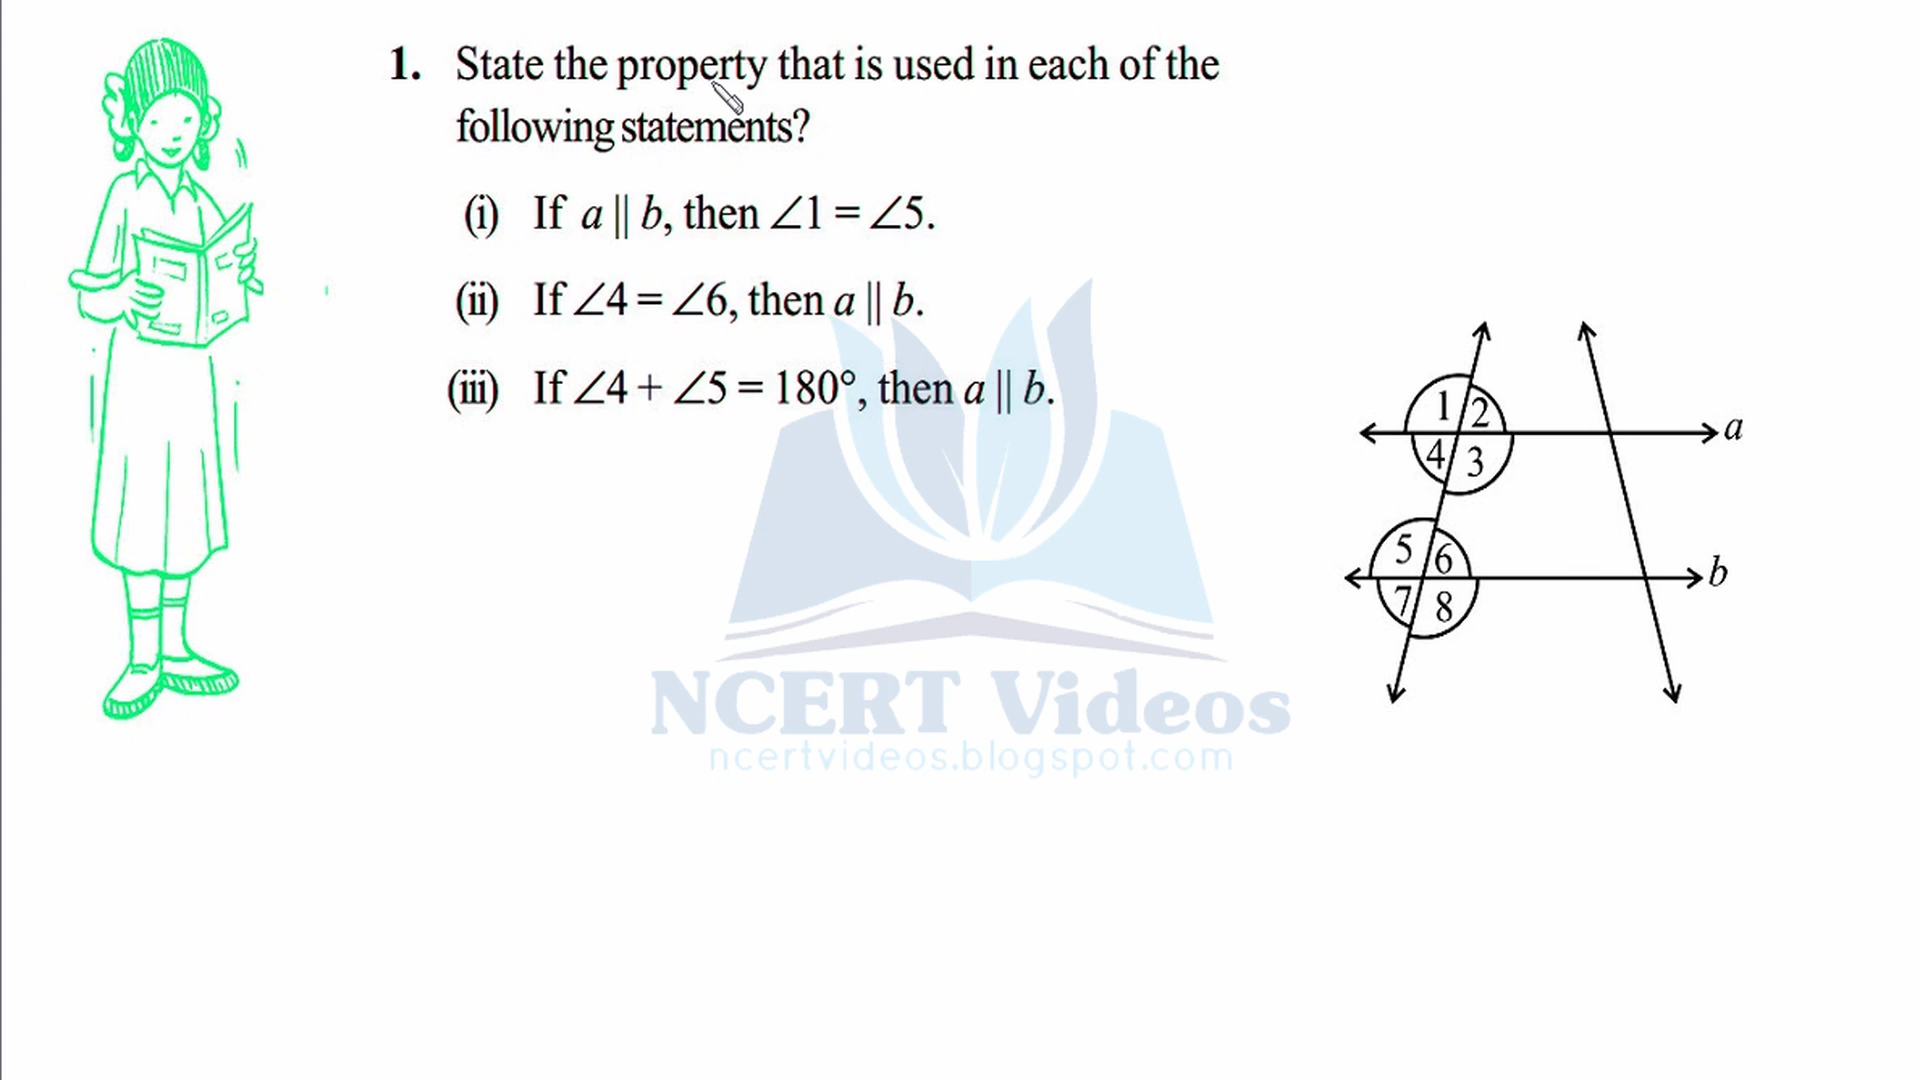 1. State the property that is used in each of the
following statements?
(i) If a || b, then ∠1 = ∠5.
(ii) If ∠4 = ∠6, then a || b.
(iii) If ∠4 + ∠5 = 180°, then a || b.
1 2
a
4 3
5 6
b
7 8
NCERT Videos
ncertvideos.blogspot.com